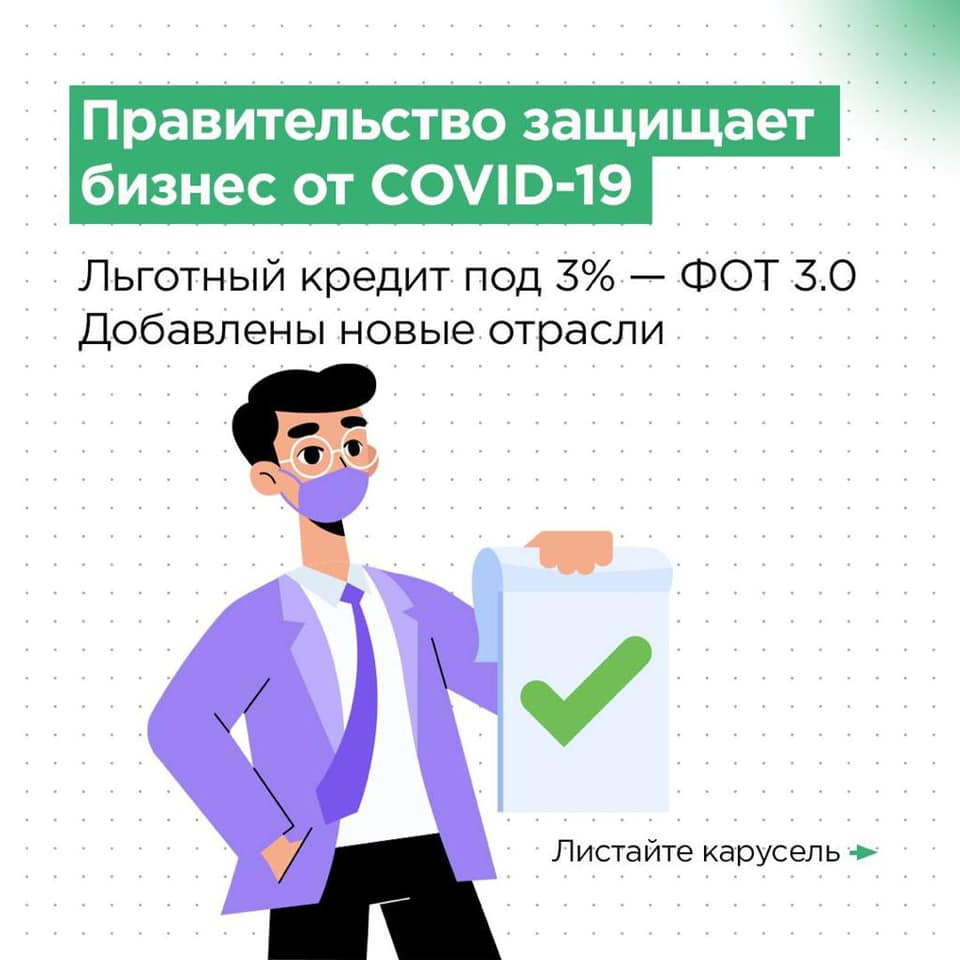 Правительство защищает
бизнес от COVID-19
Льготный кредит под 3% — ФОТ 3.0
Добавлены новые отрасли
Листайте карусель